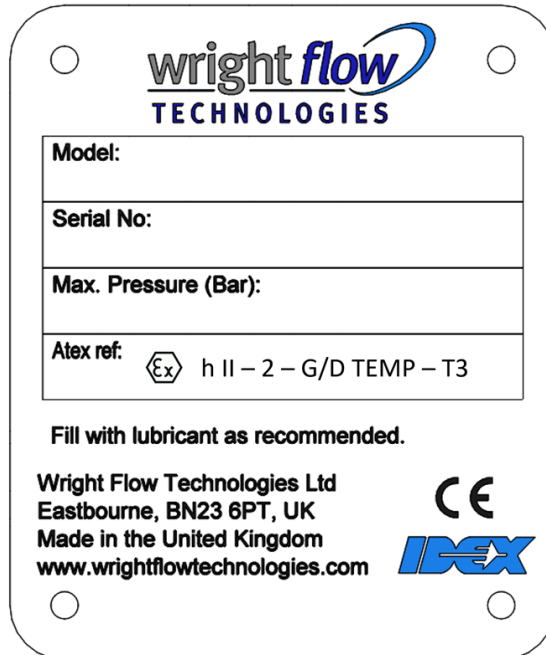 wright flow
TECHNOLOGIES
Model:
Serial No:
Max. Pressure (Bar):
Atex ref: Ex h II – 2 – G/D TEMP – T3
Fill with lubricant as recommended.
Wright Flow Technologies Ltd
Eastbourne, BN23 6PT, UK
Made in the United Kingdom
www.wrightflowtechnologies.com
CE
IDEX